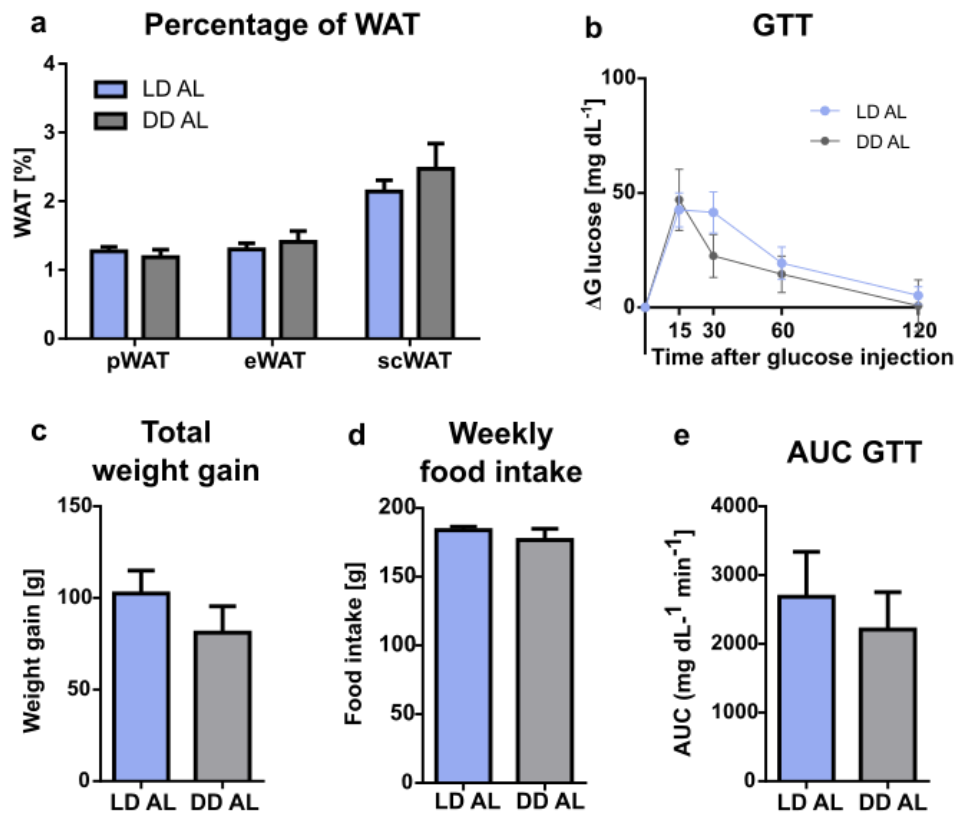 a
Percentage of WAT
WAT [%]
4
3
2
1
0
LD AL
DD AL
pWAT
eWAT
scWAT
b
GTT
ΔG lucose [mg dL-1]
100
50
0
LD AL
DD AL
15
30
60
120
Time after glucose injection
c
Total
weight gain
Weight gain [g]
150
100
50
0
LD AL
DD AL
d
Weekly
food intake
Food intake [g]
200
150
100
50
0
LD AL
DD AL
e
AUC GTT
AUC (mg dL-1 min-1)
4000
3000
2000
1000
0
LD AL
DD AL